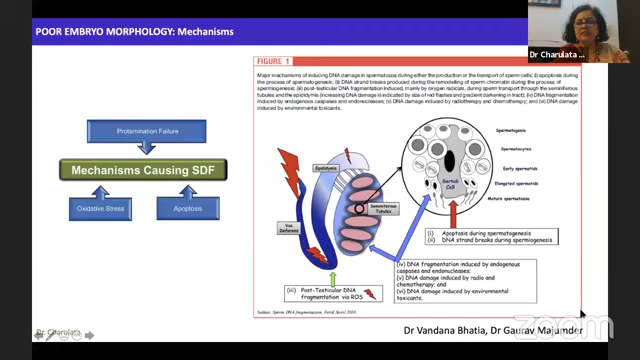 POOR EMBRYO MORPHOLOGY: Mechanisms
Dr Charulata
FIGURE 1
Major mechanisms of inducing DNA damage in spermatozoa during either the production or the transport of sperm cells: (i) apoptosis during
the process of spermatogenesis; (ii) DNA strand breaks produced during the remodelling of sperm chromatin during the process of
spermiogenesis; (iii) post-testicular DNA fragmentation induced, mainly by oxygen radicals, during sperm transport through the seminiferous
tubules and the epididymis (increasing DNA damage is indicated by size of red flashes and gradient darkening in tract); (iv) DNA fragmentation
induced by endogenous caspases and endonucleases; (v) DNA damage induced by radiotherapy and chemotherapy; and (vi) DNA damage
induced by environmental toxicants.
Protamination Failure
Mechanisms Causing SDF
Oxidative Stress
Apoptosis
Epididymis
Vas
Deferens
Seminiferous
Tubules
Sertoli
Cell
Spermatogonia
Spermatocytes
Early spermatids
Elongated spermatids
Mature spermatozoa
(i) Apoptosis during spermatogenesis
(ii) DNA strand breaks during spermiogenesis
(iii) Post-Testicular DNA
fragmentation via ROS
(iv) DNA fragmentation induced by endogenous
caspases and endonucleases;
(v) DNA damage induced by radio and
chemotherapy; and
(vi) DNA damage induced by environmental
toxicants.
Sakkas. Sperm DNA fragmentation. Fertil Steril 2010.
Dr. Charulata
Dr Vandana Bhatia, Dr Gaurav Majumder
zoom